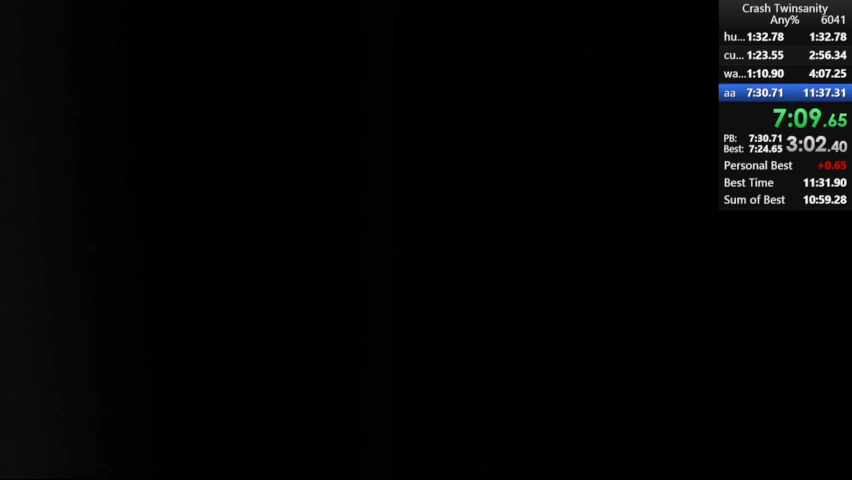 Crash Twinsanity
Any% 6041
hu... 1:32.78 1:32.78
cu... 1:23.55 2:56.34
wa... 1:10.90 4:07.25
aa 7:30.71 11:37.31
7:09.65
PB: 7:30.71
Best: 7:24.65 3:02.40
Personal Best +0.65
Best Time 11:31.90
Sum of Best 10:59.28